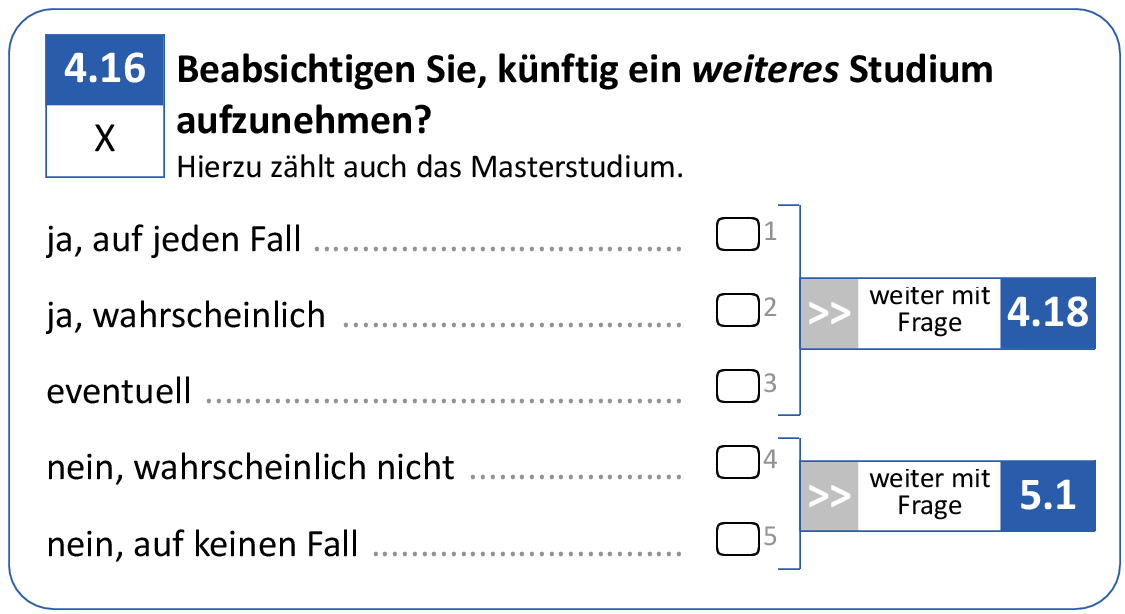 4.16
X
Beabsichtigen Sie, künftig ein weiteres Studium
aufzunehmen?
Hierzu zählt auch das Masterstudium.
ja, auf jeden Fall ..................................... 1
ja, wahrscheinlich .................................. 2
eventuell ................................................ 3
>> weiter mit Frage 4.18
nein, wahrscheinlich nicht ...................... 4
nein, auf keinen Fall ............................... 5
>> weiter mit Frage 5.1